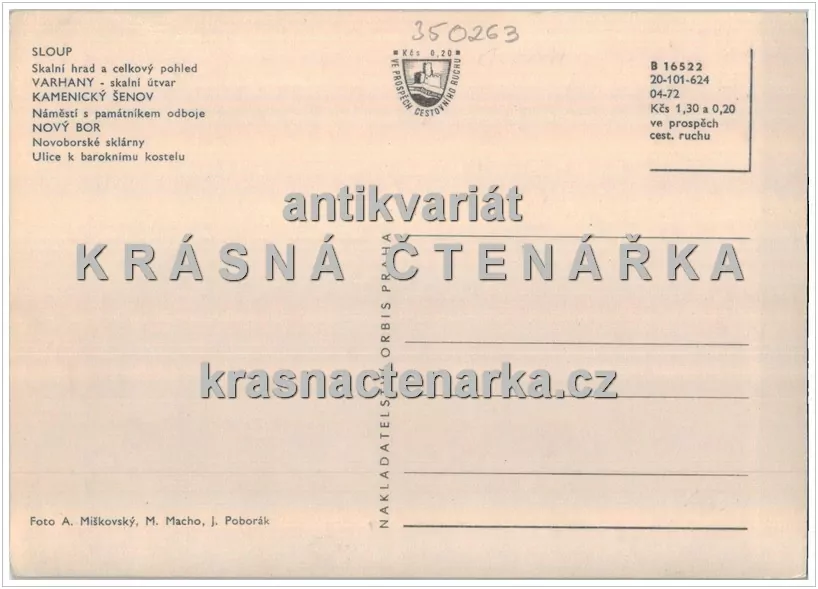 350263
SLOUP
Skalní hrad a celkový pohled
VARHANY - skalní útvar
KAMENICKÝ ŠENOV
Náměstí s památníkem odboje
NOVÝ BOR
Novoborské sklárny
Ulice k baroknímu kostelu
Kčs 0,20
VE PROSPĚCH CESTOVNÍHO RUCHU
B 16522
20-101-624
04-72
Kčs 1,30 a 0,20
ve prospěch
cest. ruchu
antikvariát
KRÁSNÁ ČTENÁŘKA
krasnactenarka.cz
NAKLADATELSTVÍ ORBIS PRAHA
Foto A. Miškovský, M. Macho, J. Poborák